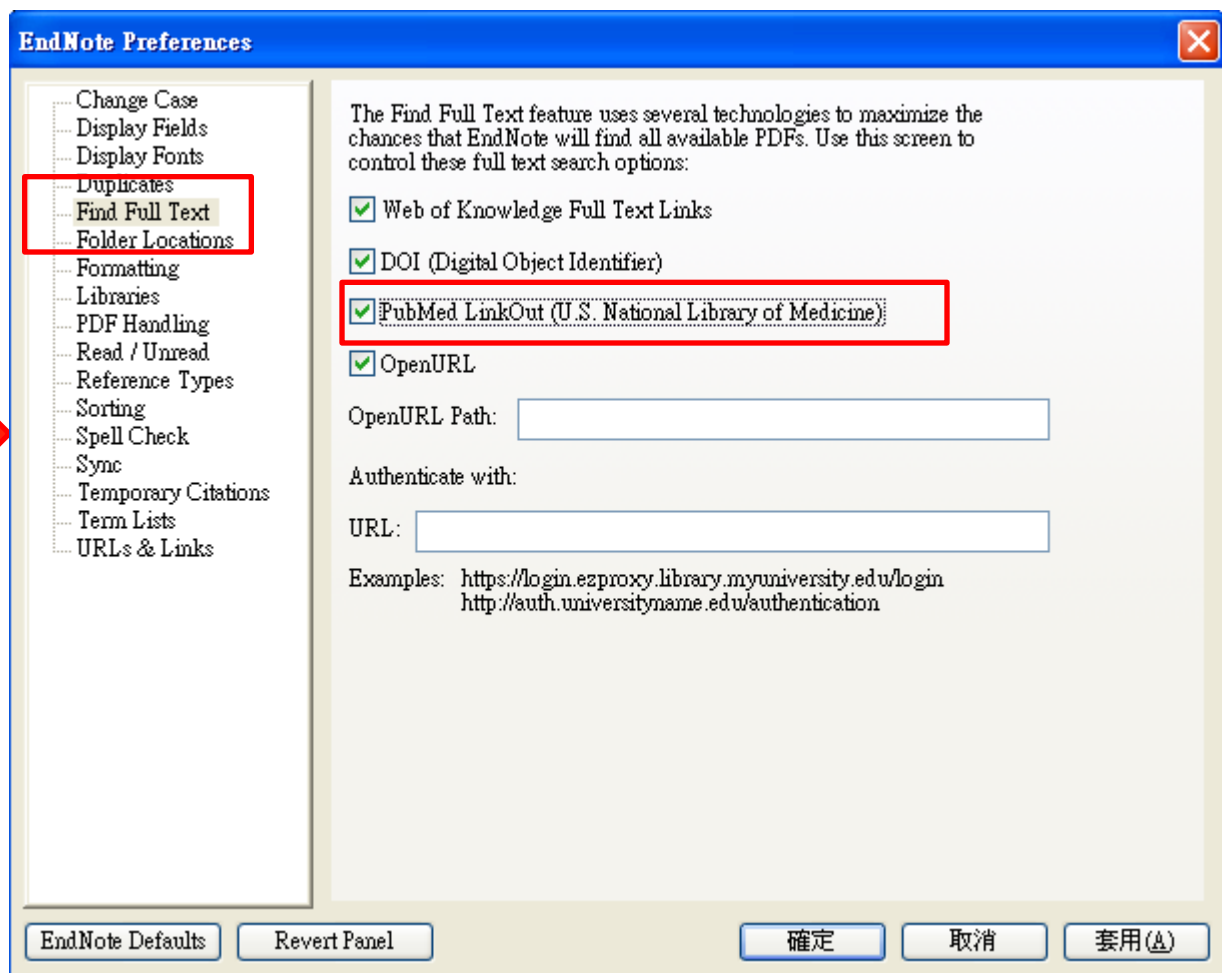 EndNote Preferences
Change Case
Display Fields
Display Fonts
Duplicates
Find Full Text
Folder Locations
Formatting
Libraries
PDF Handling
Read / Unread
Reference Types
Sorting
Spell Check
Sync
Temporary Citations
Term Lists
URLs & Links
The Find Full Text feature uses several technologies to maximize the
chances that EndNote will find all available PDFs. Use this screen to
control these full text search options:
Web of Knowledge Full Text Links
DOI (Digital Object Identifier)
PubMed LinkOut (U.S. National Library of Medicine)
OpenURL
OpenURL Path:
Authenticate with:
URL:
Examples: https://login.ezproxy.library.myuniversity.edu/login
http://auth.universityname.edu/authentication
EndNote Defaults Revert Panel 確定 取消 套用(A)